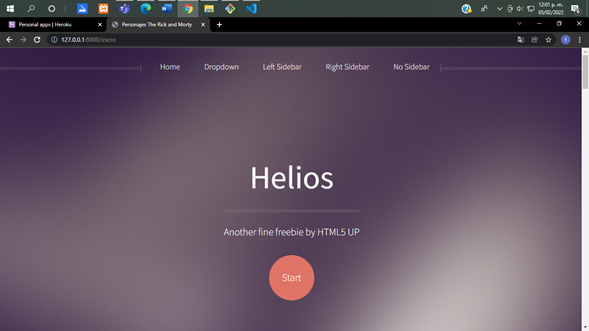 12:01 p. m.
05/02/2022
Personal apps | Heroku
Personajes The Rick and Morty
127.0.0.1:8000/inicio
Home Dropdown Left Sidebar Right Sidebar No Sidebar
Helios
Another fine freebie by HTML5 UP
Start